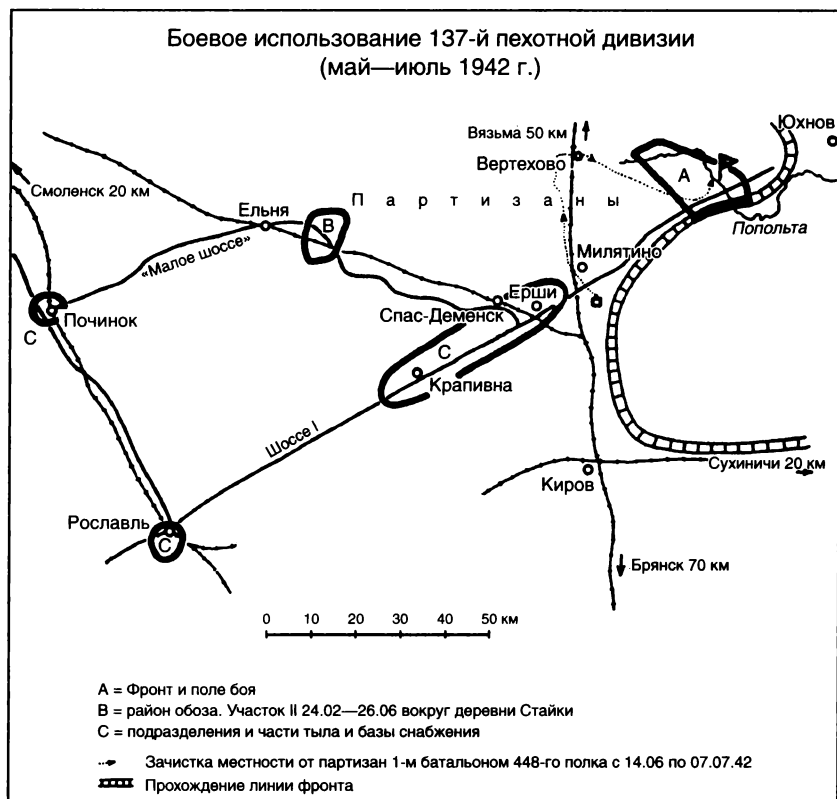 Боевое использование 137-й пехотной дивизии
(май—июль 1942 г.)
Юхнов
Вязьма 50 км
Вертехово
А
Смоленск 20 км
Партизаны
Ельня
В
Попольта
«Малое шоссе»
Милятино
Ерши
Спас-Деменск
Починок
С
С
Крапивна
Шоссе I
Сухиничи 20 км
Киров
Рославль
С
Брянск 70 км
0 10 20 30 40 50 км
А = Фронт и поле боя
В = район обоза. Участок II 24.02—26.06 вокруг деревни Стайки
С = подразделения и части тыла и базы снабжения
Зачистка местности от партизан 1-м батальоном 448-го полка с 14.06 по 07.07.42
Прохождение линии фронта